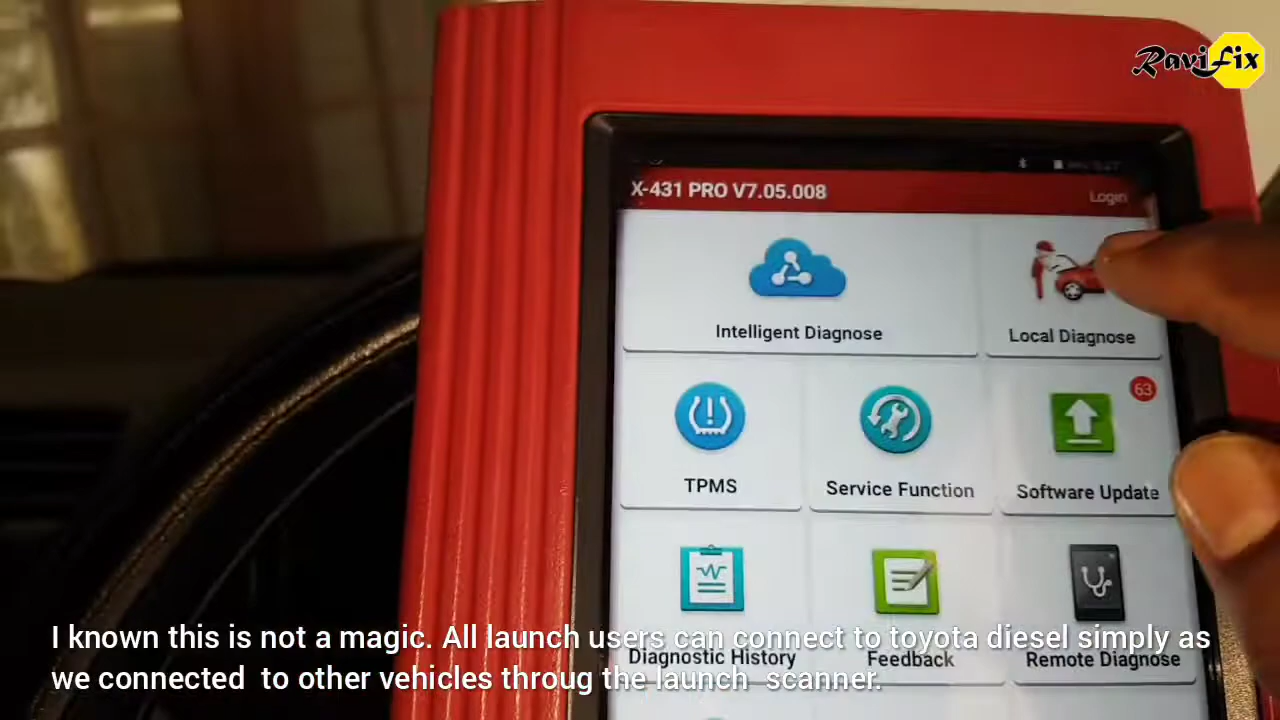 RaviFix
X-431 PRO V7.05.008
Login
Intelligent Diagnose
Local Diagnose
63
TPMS
Service Function
Software Update
Diagnostic History
Feedback
Remote Diagnose
I known this is not a magic. All launch users can connect to toyota diesel simply as
we connected to other vehicles throug the launch scanner.